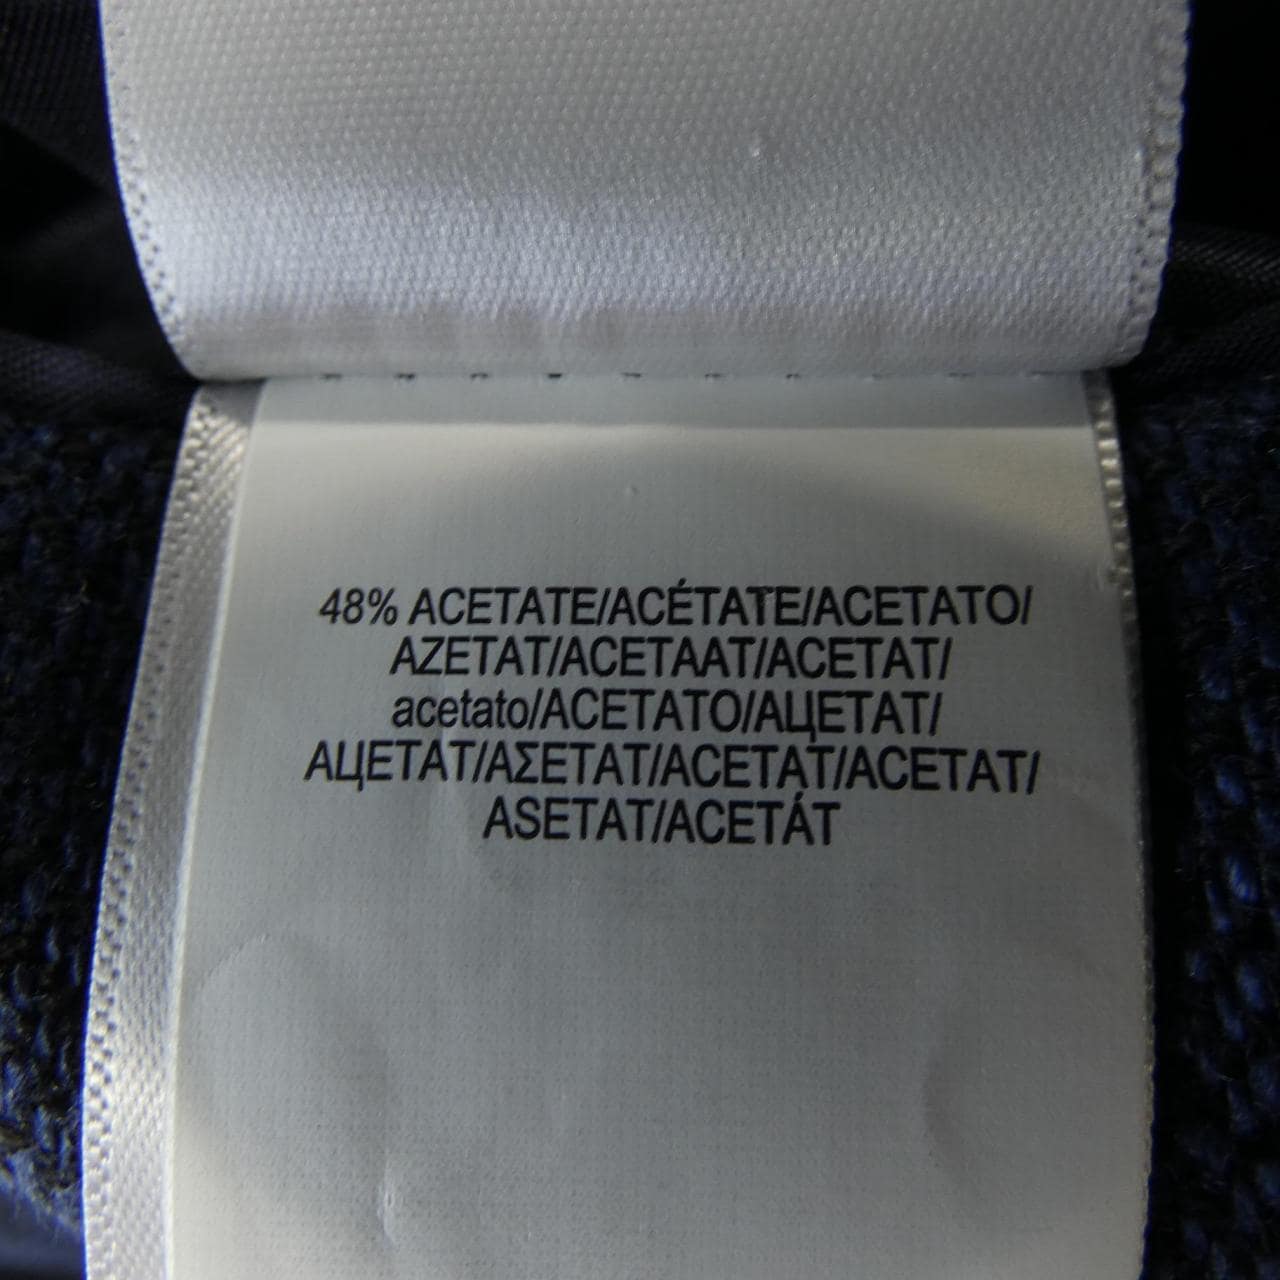 48% ACETATE/ACÉTATE/ACETATO/
AZETAT/ACETAAT/ACETAT/
acetato/ACETATO/АЦЕТАТ/
АЦЕТАТ/ΑΣΕΤΑΤ/ACETAT/ACETAT/
ASETAT/ACETÁT